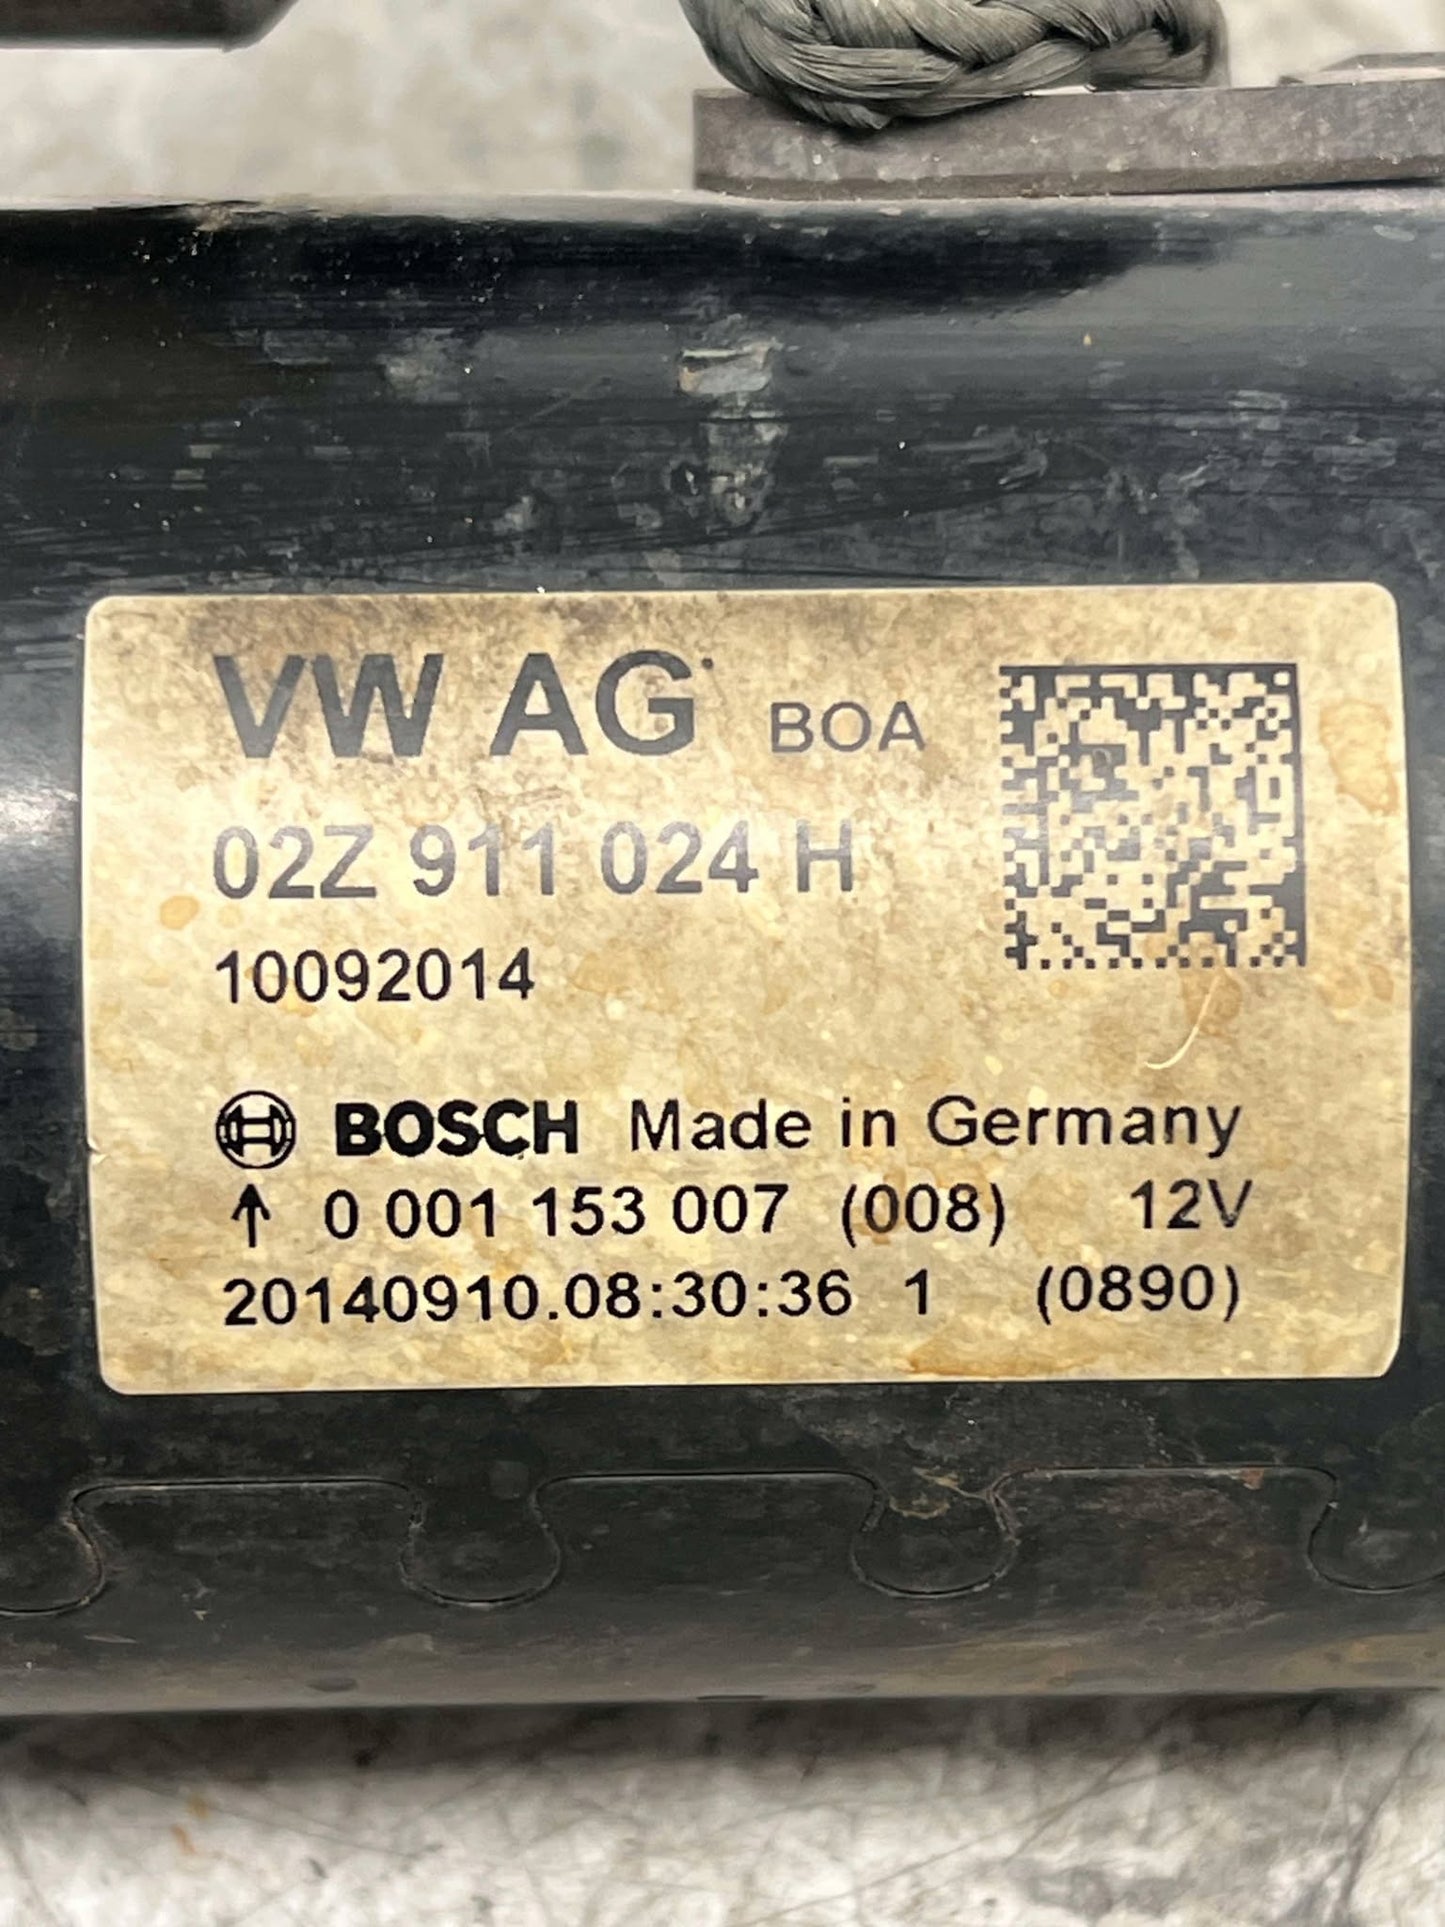 VW AG BOA
02Z 911 024 H
10092014
BOSCH Made in Germany
↑ 0 001 153 007 (008) 12V
20140910.08:30:36 1 (0890)